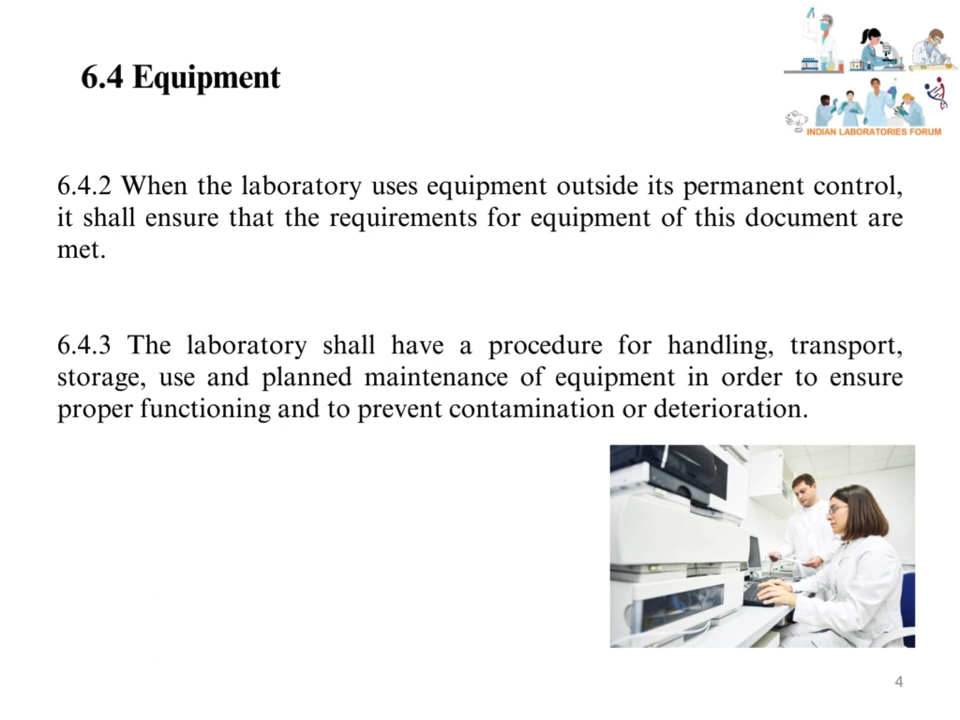 6.4 Equipment
INDIAN LABORATORIES FORUM
6.4.2 When the laboratory uses equipment outside its permanent control,
it shall ensure that the requirements for equipment of this document are
met.
6.4.3 The laboratory shall have a procedure for handling, transport,
storage, use and planned maintenance of equipment in order to ensure
proper functioning and to prevent contamination or deterioration.
4